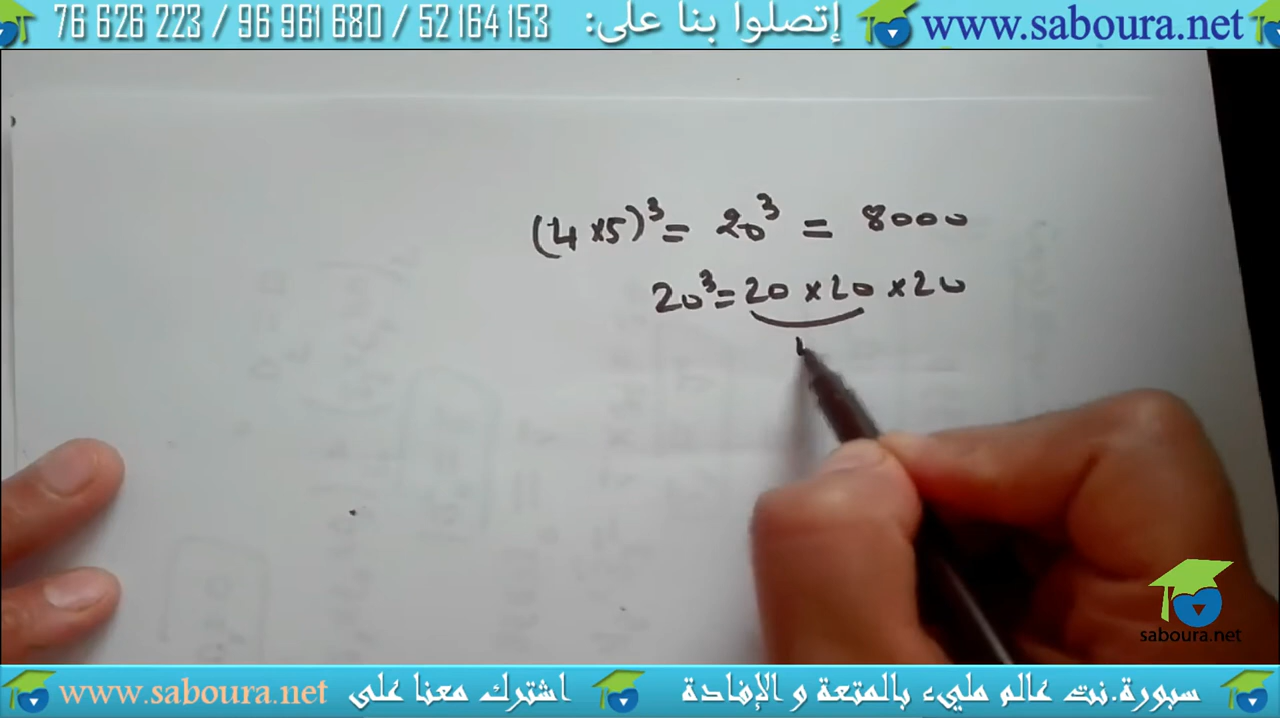 76 626 223 / 96 961 680 / 52 164 153 إتصلوا بنا على: www.saboura.net
(4×5)³ = 20³ = 8000
20³ = 20 × 20 × 20
saboura.net
www.saboura.net اشترك معنا على سبورة.نت عالم مليء بالمتعة و الإفادة